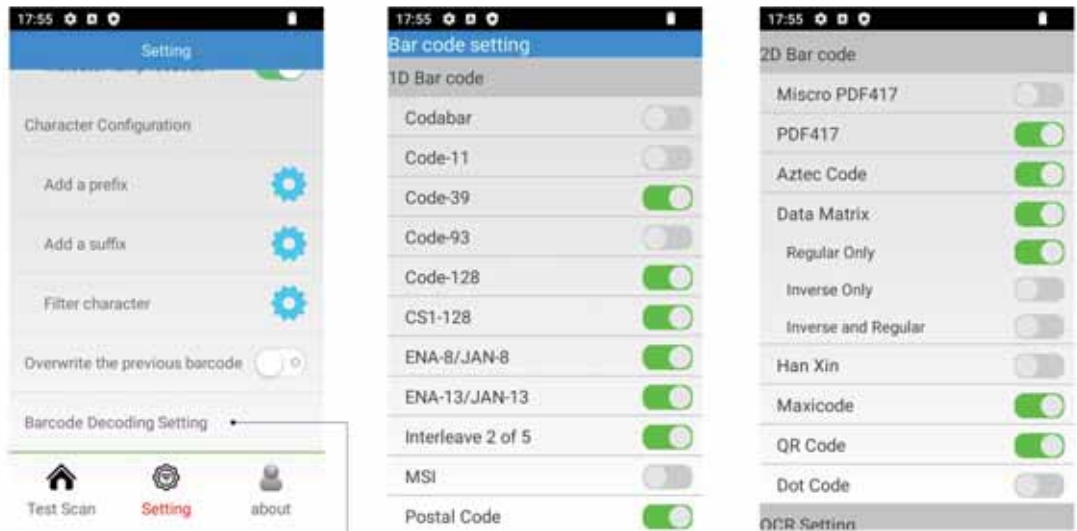 17:55
Setting
Character Configuration
Add a prefix
Add a suffix
Filter character
Overwrite the previous barcode
Barcode Decoding Setting
Test Scan
Setting
about
17:55
Bar code setting
1D Bar code
Codabar
Code-11
Code-39
Code-93
Code-128
CS1-128
ENA-8/JAN-8
ENA-13/JAN-13
Interleave 2 of 5
MSI
Postal Code
17:55
2D Bar code
Miscro PDF417
PDF417
Aztec Code
Data Matrix
Regular Only
Inverse Only
Inverse and Regular
Han Xin
Maxicode
QR Code
Dot Code
OCR Setting